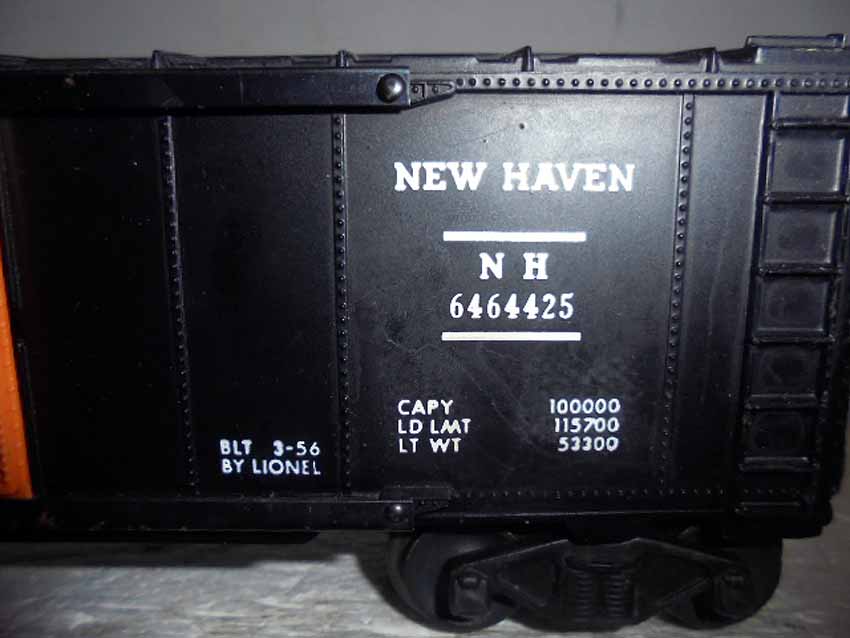 NEW HAVEN
N H
6464425
CAPY 100000
LD LMT 115700
LT WT 53300
BLT 3-56
BY LIONEL